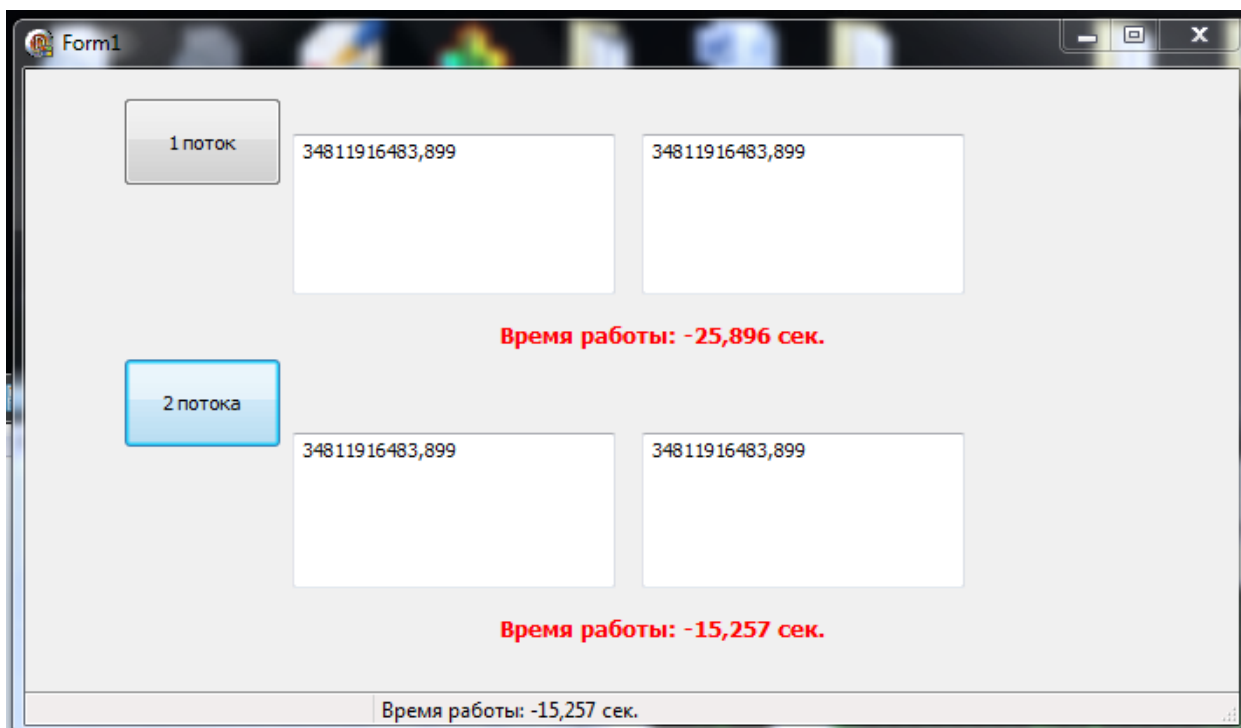 Form1
1 поток
34811916483,899
34811916483,899
Время работы: -25,896 сек.
2 потока
34811916483,899
34811916483,899
Время работы: -15,257 сек.
Время работы: -15,257 сек.